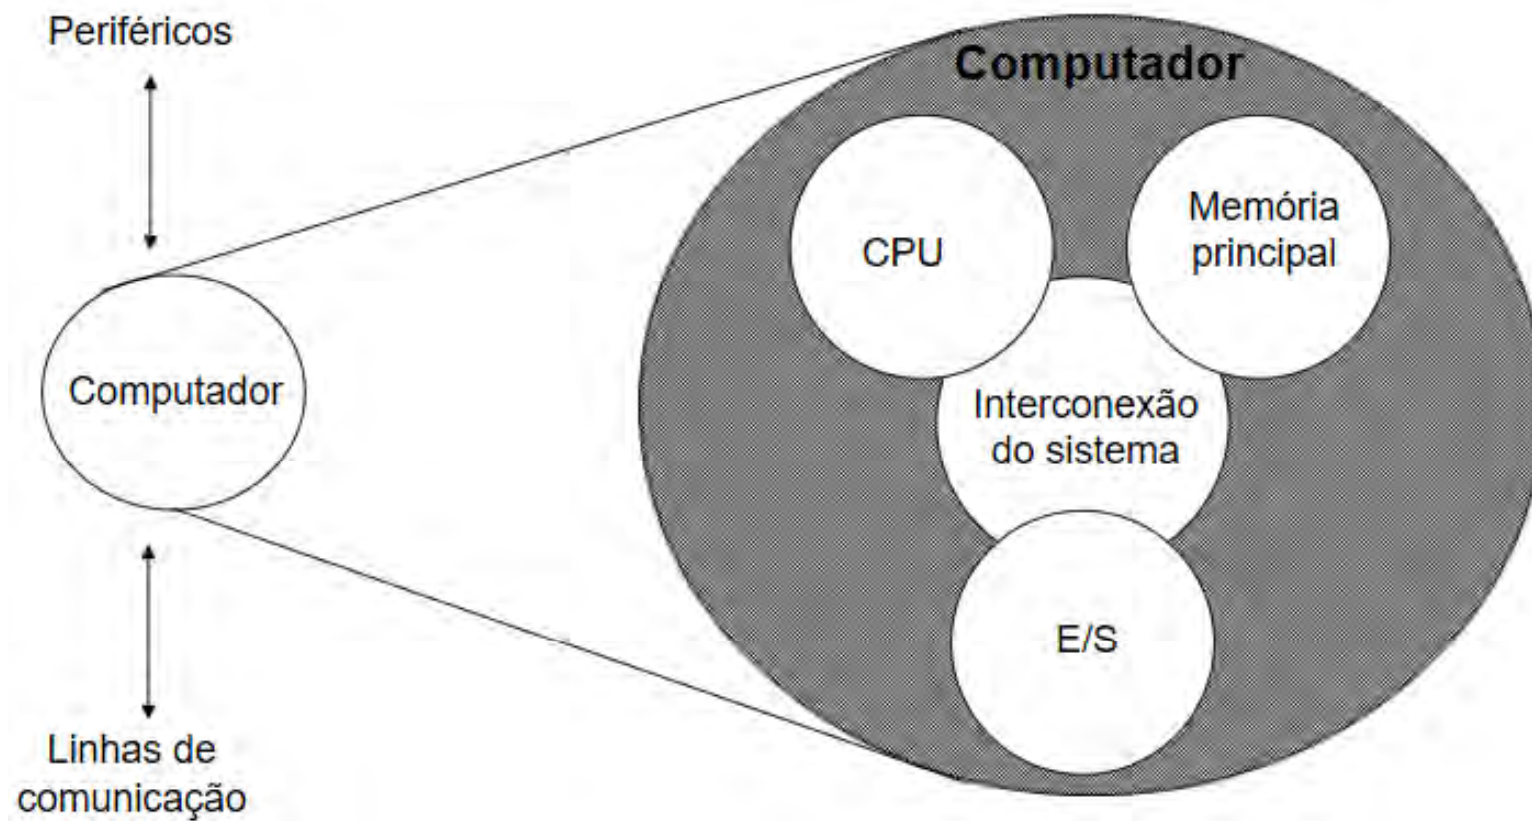 Periféricos
Computador
Linhas de
comunicação
Computador
CPU
Memória
principal
Interconexão
do sistema
E/S